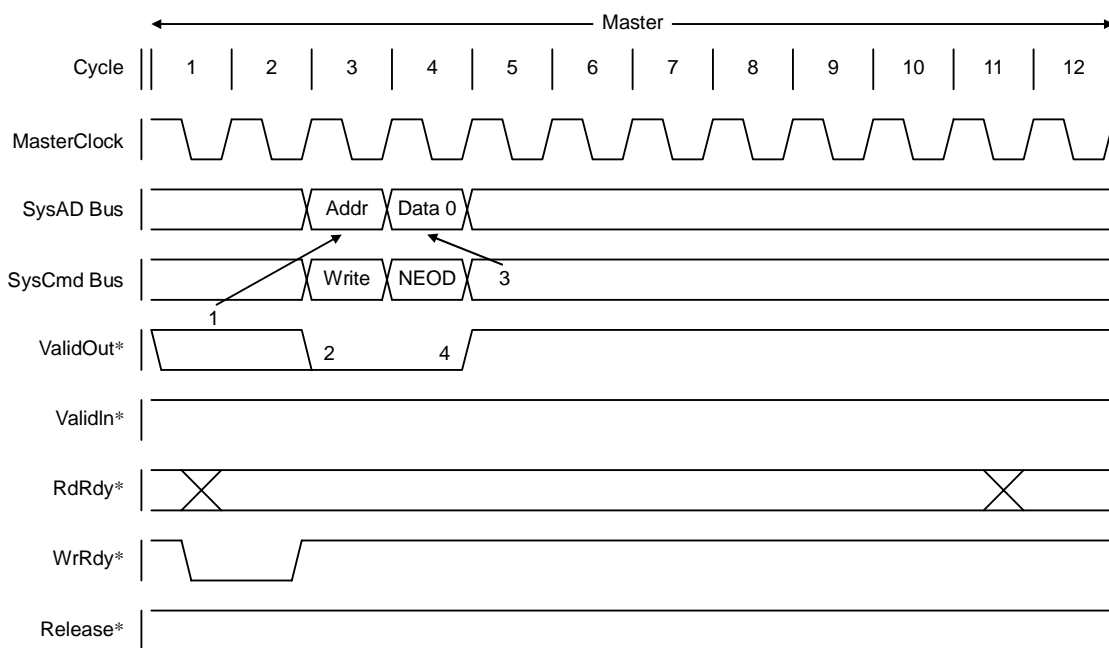 Master
Cycle 1 2 3 4 5 6 7 8 9 10 11 12
MasterClock
SysAD Bus Addr Data 0
SysCmd Bus Write NEOD 3
1
ValidOut* 2 4
ValidIn*
RdRdy*
WrRdy*
Release*